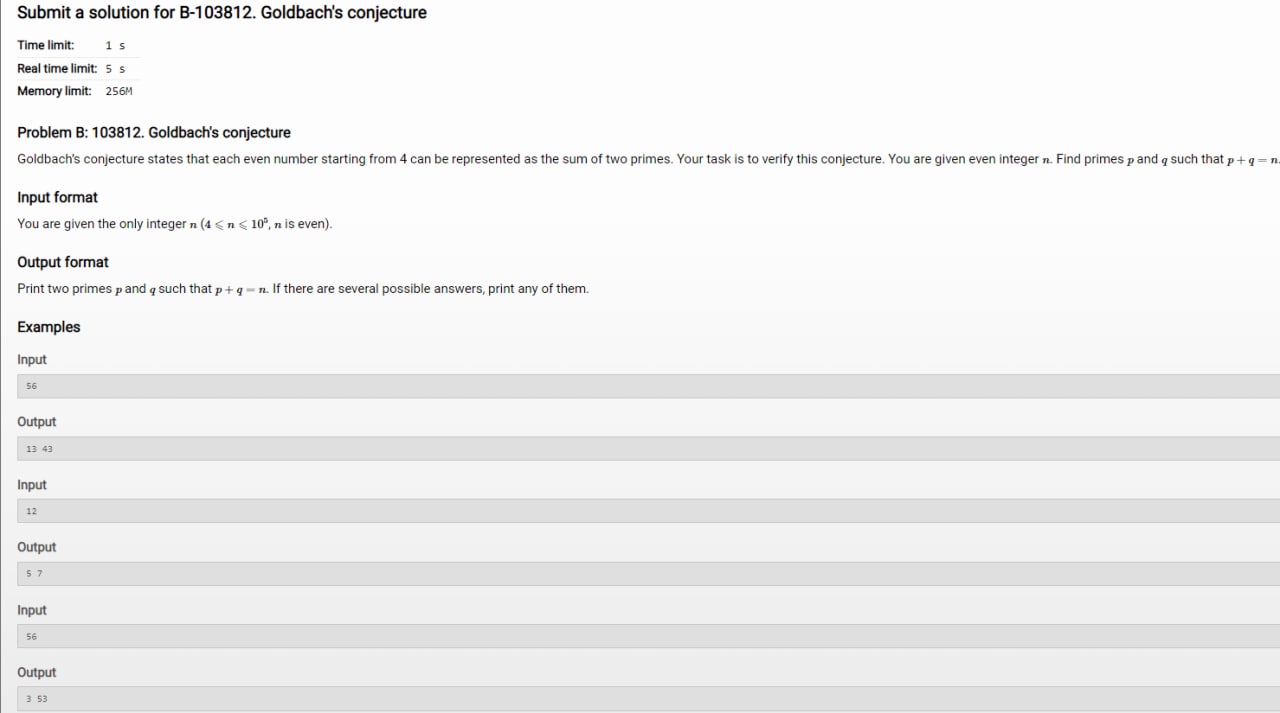 Submit a solution for B-103812. Goldbach's conjecture
Time limit: 1 s
Real time limit: 5 s
Memory limit: 256M
Problem B: 103812. Goldbach's conjecture
Goldbach's conjecture states that each even number starting from 4 can be represented as the sum of two primes. Your task is to verify this conjecture. You are given even integer n. Find primes p and q such that p + q = n.
Input format
You are given the only integer n (4 ⩽ n ⩽ 10⁵, n is even).
Output format
Print two primes p and q such that p + q = n. If there are several possible answers, print any of them.
Examples
Input
56
Output
13 43
Input
12
Output
5 7
Input
56
Output
3 53